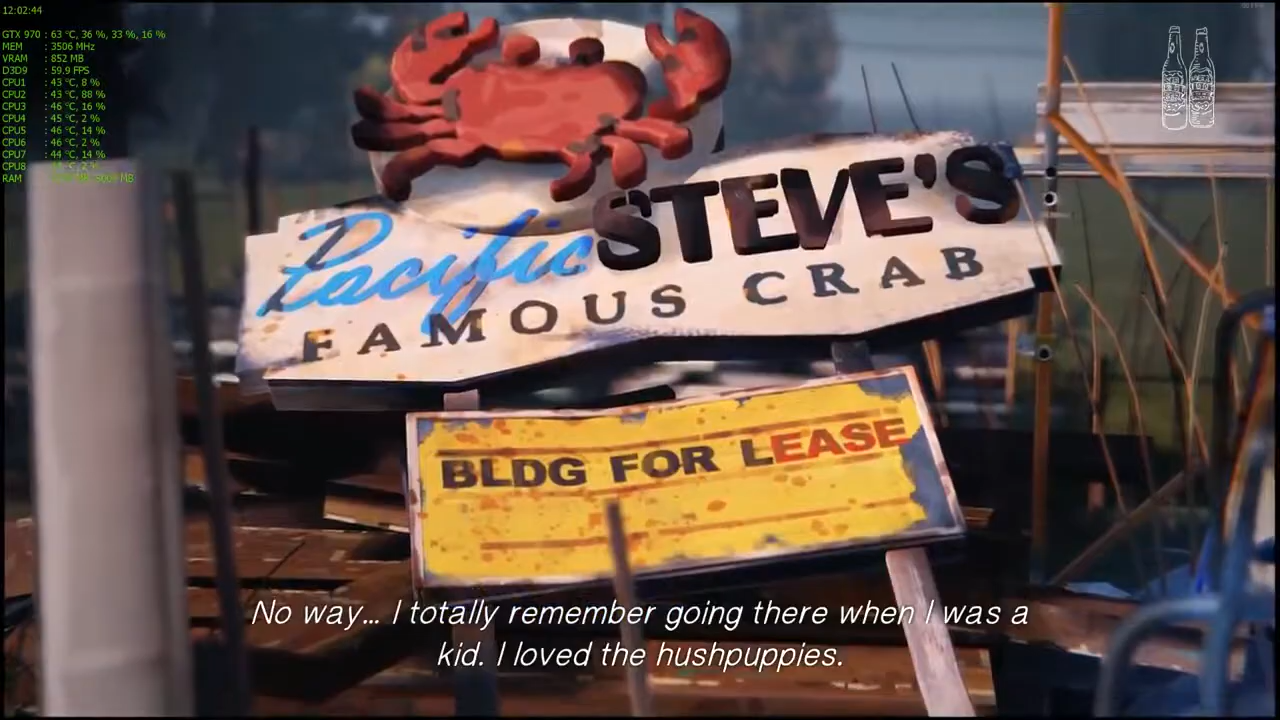 12:02:44
GTX 970 : 63 °C, 36 %, 33 %, 16 %
MEM : 3506 MHz
VRAM : 852 MB
D3D9 : 59.9 FPS
CPU1 : 43 °C, 8 %
CPU2 : 43 °C, 88 %
CPU3 : 46 °C, 16 %
CPU4 : 45 °C, 2 %
CPU5 : 46 °C, 14 %
CPU6 : 46 °C, 2 %
CPU7 : 44 °C, 14 %
CPU8
RAM
Pacific STEVE'S
FAMOUS CRAB
BLDG FOR LEASE
No way... I totally remember going there when I was a
kid. I loved the hushpuppies.